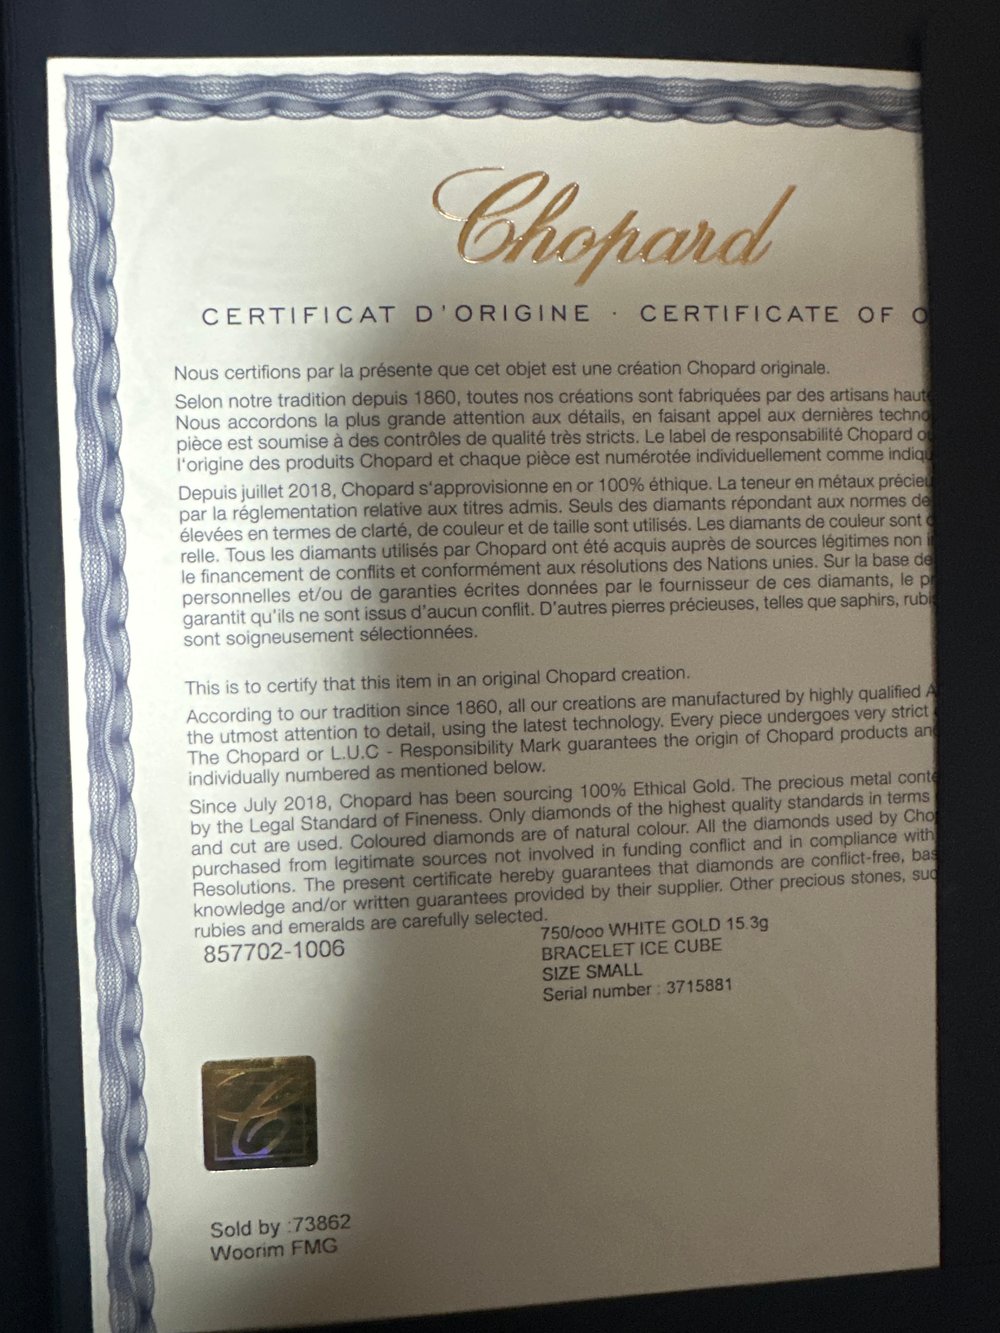 Chopard
CERTIFICAT D'ORIGINE · CERTIFICATE OF O
Nous certifions par la présente que cet objet est une création Chopard originale.
Selon notre tradition depuis 1860, toutes nos créations sont fabriquées par des artisans haut
Nous accordons la plus grande attention aux détails, en faisant appel aux dernières techno
pièce est soumise à des contrôles de qualité très stricts. Le label de responsabilité Chopard o
l'origine des produits Chopard et chaque pièce est numérotée individuellement comme indiq
Depuis juillet 2018, Chopard s'approvisionne en or 100% éthique. La teneur en métaux précieu
par la réglementation relative aux titres admis. Seuls des diamants répondant aux normes de
élevées en termes de clarté, de couleur et de taille sont utilisés. Les diamants de couleur sont
relle. Tous les diamants utilisés par Chopard ont été acquis auprès de sources légitimes non i
le financement de conflits et conformément aux résolutions des Nations unies. Sur la base de
personnelles et/ou de garanties écrites données par le fournisseur de ces diamants, le p
garantit qu'ils ne sont issus d'aucun conflit. D'autres pierres précieuses, telles que saphirs, rubi
sont soigneusement sélectionnées.
This is to certify that this item in an original Chopard creation.
According to our tradition since 1860, all our creations are manufactured by highly qualified A
the utmost attention to detail, using the latest technology. Every piece undergoes very strict
The Chopard or L.U.C - Responsibility Mark guarantees the origin of Chopard products an
individually numbered as mentioned below.
Since July 2018, Chopard has been sourcing 100% Ethical Gold. The precious metal conte
by the Legal Standard of Fineness. Only diamonds of the highest quality standards in terms
and cut are used. Coloured diamonds are of natural colour. All the diamonds used by Cho
purchased from legitimate sources not involved in funding conflict and in compliance with
Resolutions. The present certificate hereby guarantees that diamonds are conflict-free, bas
knowledge and/or written guarantees provided by their supplier. Other precious stones, suc
rubies and emeralds are carefully selected.
857702-1006
750/ooo WHITE GOLD 15.3g
BRACELET ICE CUBE
SIZE SMALL
Serial number : 3715881
C
Sold by :73862
Woorim FMG